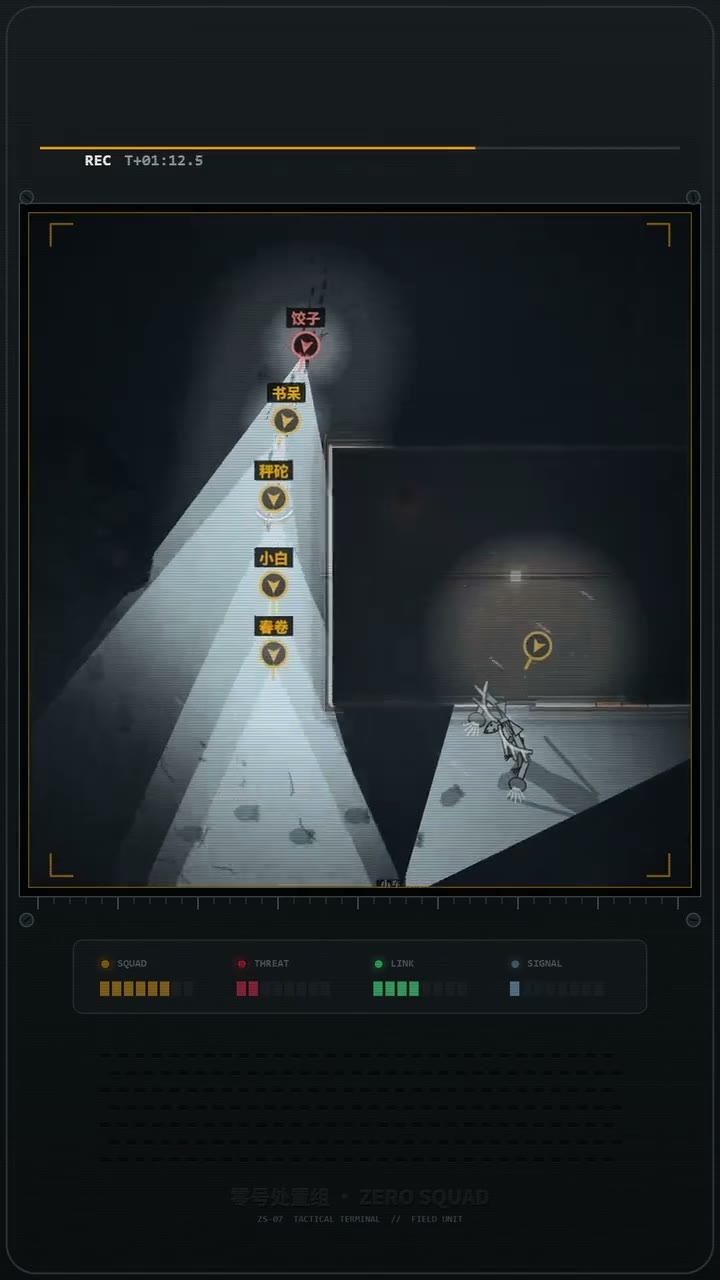 REC T+01:12.5
饺子
书呆
秤砣
小白
春卷
SQUAD THREAT LINK SIGNAL
零号处置组 · ZERO SQUAD
ZS-07 TACTICAL TERMINAL // FIELD UNIT